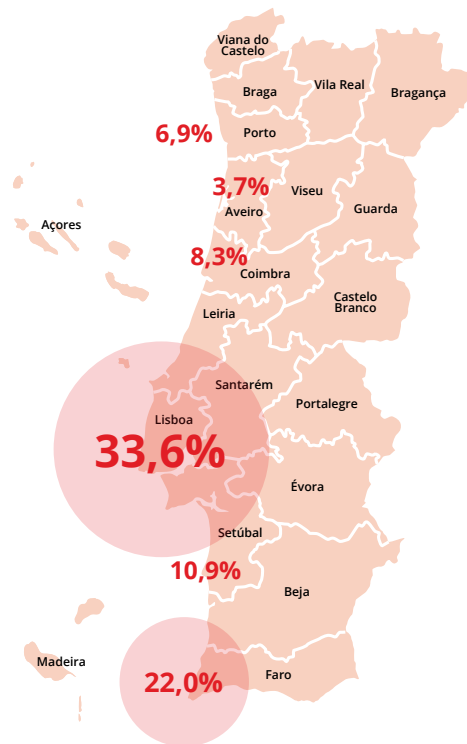 Viana do
Castelo
Braga
Vila Real
Bragança
6,9%
Porto
3,7%
Viseu
Aveiro
Guarda
Açores
8,3%
Coimbra
Castelo
Branco
Leiria
Santarém
Portalegre
Lisboa
33,6%
Évora
Setúbal
10,9%
Beja
Madeira
22,0%
Faro